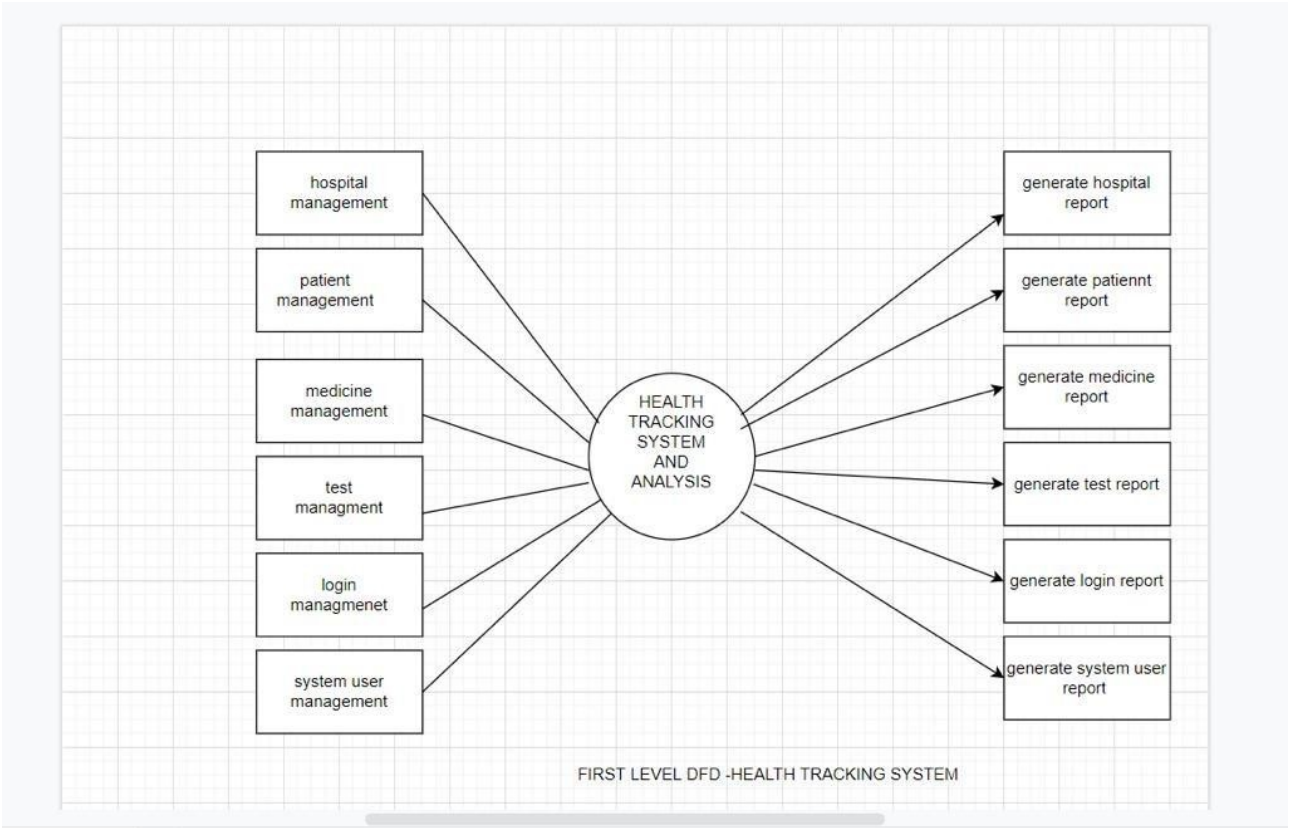 hospital
management
patient
management
medicine
management
test
managment
login
managmenet
system user
management
HEALTH
TRACKING
SYSTEM
AND
ANALYSIS
generate hospital
report
generate patiennt
report
generate medicine
report
generate test report
generate login report
generate system user
report
FIRST LEVEL DFD -HEALTH TRACKING SYSTEM